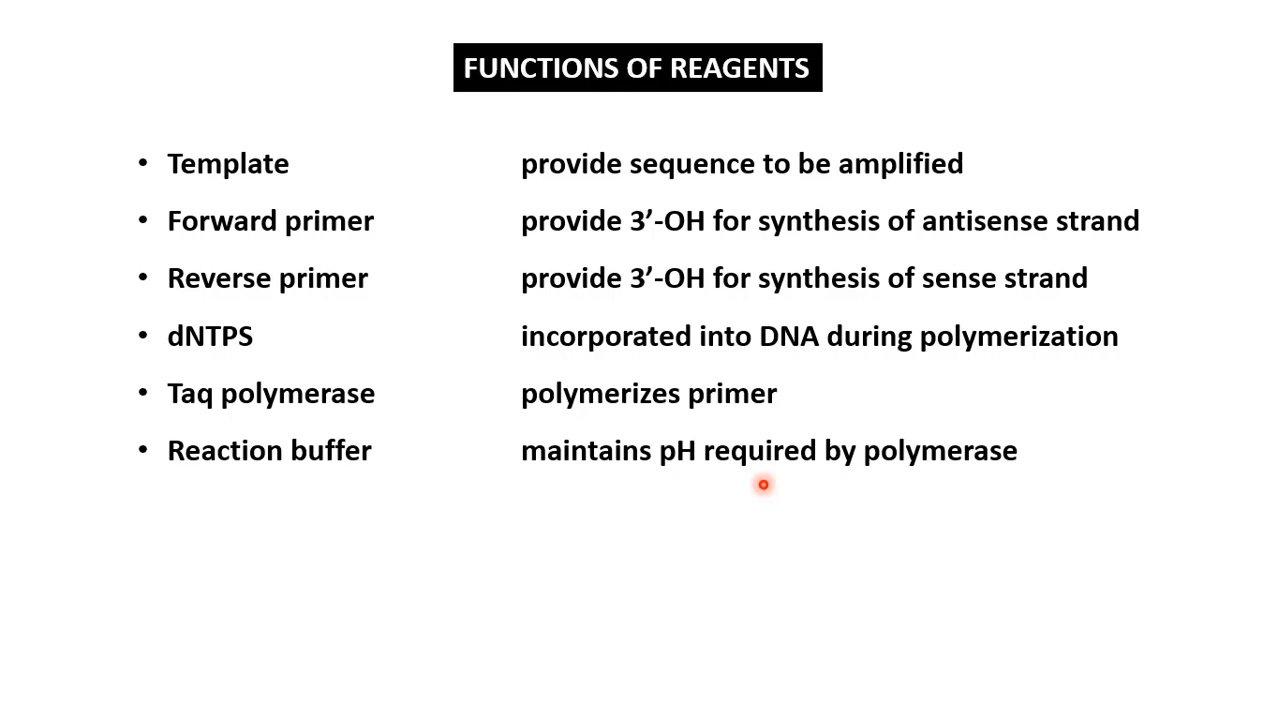 FUNCTIONS OF REAGENTS
• Template provide sequence to be amplified
• Forward primer provide 3’-OH for synthesis of antisense strand
• Reverse primer provide 3’-OH for synthesis of sense strand
• dNTPS incorporated into DNA during polymerization
• Taq polymerase polymerizes primer
• Reaction buffer maintains pH required by polymerase